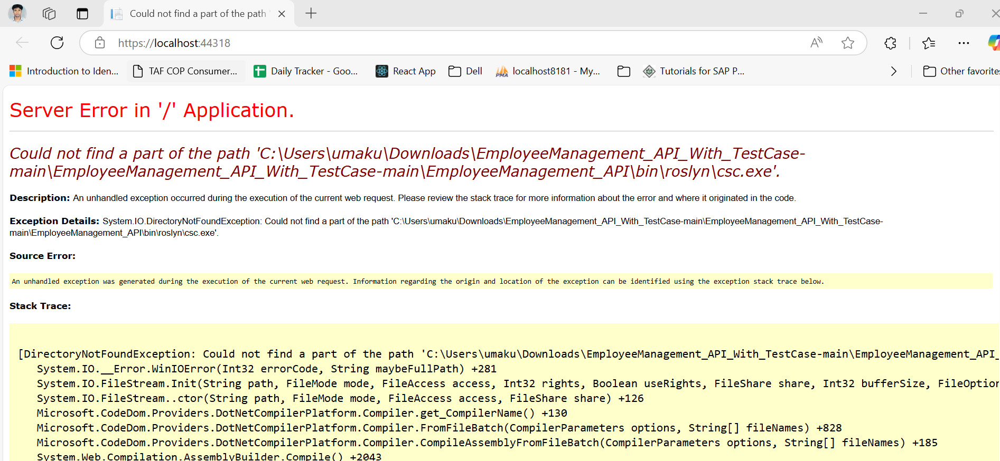 Could not find a part of the path '
https://localhost:44318
Introduction to Iden... TAF COP Consumer... Daily Tracker - Goo... React App Dell localhost8181 - My... Tutorials for SAP P... Other favorites
Server Error in '/' Application.
Could not find a part of the path 'C:\Users\umaku\Downloads\EmployeeManagement_API_With_TestCase-
main\EmployeeManagement_API_With_TestCase-main\EmployeeManagement_API\bin\roslyn\csc.exe'.
Description: An unhandled exception occurred during the execution of the current web request. Please review the stack trace for more information about the error and where it originated in the code.
Exception Details: System.IO.DirectoryNotFoundException: Could not find a part of the path 'C:\Users\umaku\Downloads\EmployeeManagement_API_With_TestCase-main\EmployeeManagement_API_With_TestCase-
main\EmployeeManagement_API\bin\roslyn\csc.exe'.
Source Error:
An unhandled exception was generated during the execution of the current web request. Information regarding the origin and location of the exception can be identified using the exception stack trace below.
Stack Trace:
[DirectoryNotFoundException: Could not find a part of the path 'C:\Users\umaku\Downloads\EmployeeManagement_API_With_TestCase-main\EmployeeManagement_API_
System.IO.__Error.WinIOError(Int32 errorCode, String maybeFullPath) +281
System.IO.FileStream.Init(String path, FileMode mode, FileAccess access, Int32 rights, Boolean useRights, FileShare share, Int32 bufferSize, FileOption
System.IO.FileStream..ctor(String path, FileMode mode, FileAccess access, FileShare share) +126
Microsoft.CodeDom.Providers.DotNetCompilerPlatform.Compiler.get_CompilerName() +130
Microsoft.CodeDom.Providers.DotNetCompilerPlatform.Compiler.FromFileBatch(CompilerParameters options, String[] fileNames) +828
Microsoft.CodeDom.Providers.DotNetCompilerPlatform.Compiler.CompileAssemblyFromFileBatch(CompilerParameters options, String[] fileNames) +185
System.Web.Compilation.AssemblyBuilder.Compile() +2043